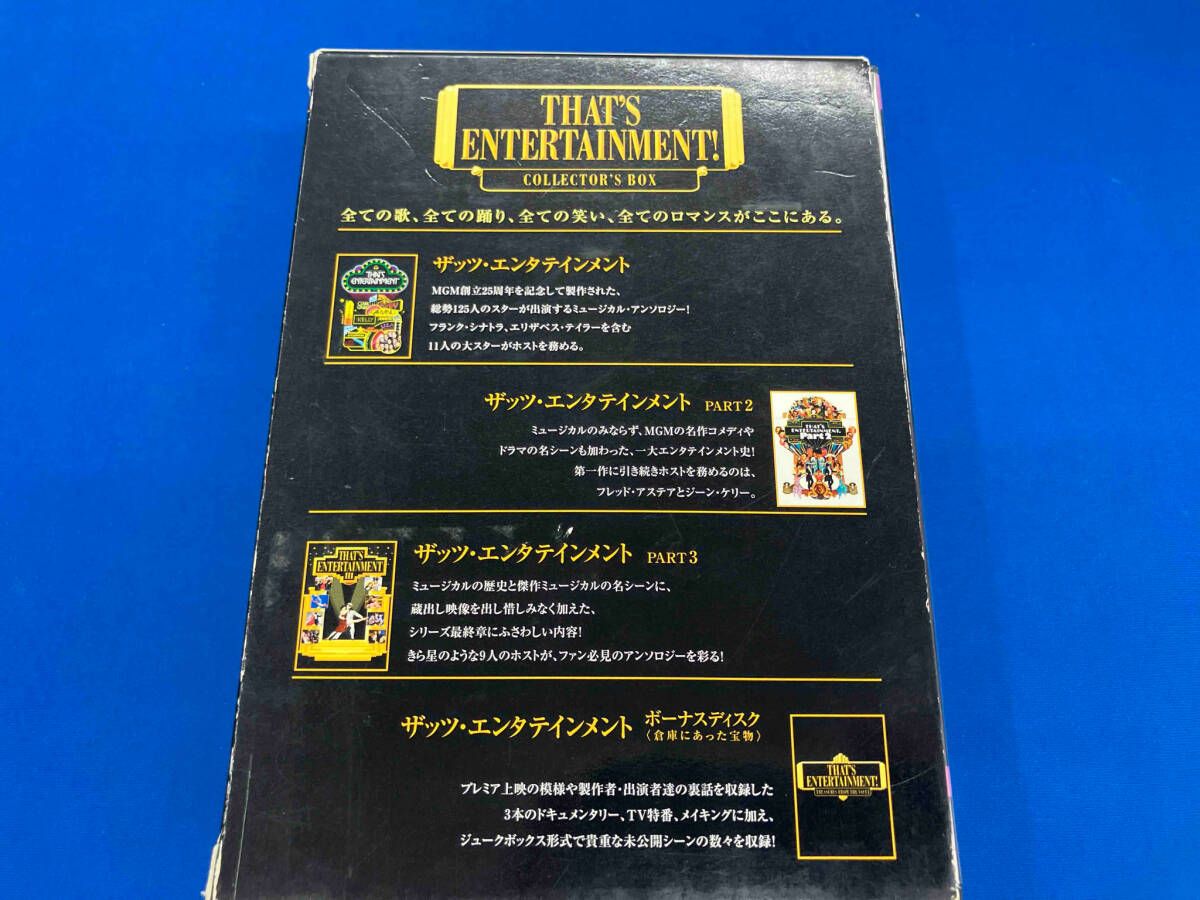 THAT'S
ENTERTAINMENT!
COLLECTOR'S BOX
全ての歌、全ての踊り、全ての笑い、全てのロマンスがここにある。
THAT'S
ENTERTAINMENT
ザッツ・エンタテインメント
MGM創立25周年を記念して製作された、
総勢125人のスターが出演するミュージカル・アンソロジー!
フランク・シナトラ、エリザベス・テイラーを含む
11人の大スターがホストを務める。
ザッツ・エンタテインメント PART 2
ミュージカルのみならず、MGMの名作コメディや
ドラマの名シーンも加わった、一大エンタテインメント史!
第一作に引き続きホストを務めるのは、
フレッド・アステアとジーン・ケリー。
THAT'S
ENTERTAINMENT,
Part 2
THAT'S
ENTERTAINMENT!
III
ザッツ・エンタテインメント PART 3
ミュージカルの歴史と傑作ミュージカルの名シーンに、
蔵出し映像を出し惜しみなく加えた、
シリーズ最終章にふさわしい内容!
きら星のような9人のホストが、ファン必見のアンソロジーを彩る!
ザッツ・エンタテインメント ボーナスディスク
〈倉庫にあった宝物〉
プレミア上映の模様や製作者・出演者達の裏話を収録した
3本のドキュメンタリー、TV特番、メイキングに加え、
ジュークボックス形式で貴重な未公開シーンの数々を収録!
THAT'S
ENTERTAINMENT!
TREASURES FROM THE VAULT